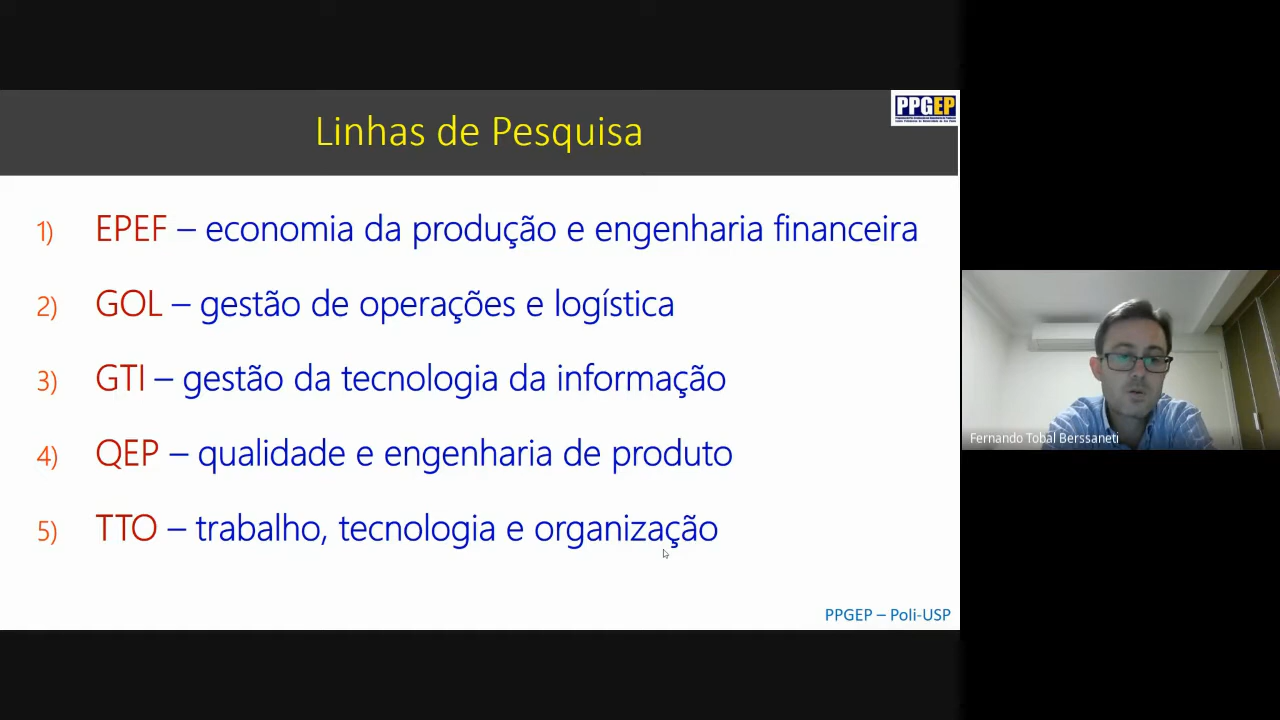 Linhas de Pesquisa
PPGEP
1) EPEF – economia da produção e engenharia financeira
2) GOL – gestão de operações e logística
3) GTI – gestão da tecnologia da informação
4) QEP – qualidade e engenharia de produto
5) TTO – trabalho, tecnologia e organização
Fernando Tobal Berssaneti
PPGEP – Poli-USP